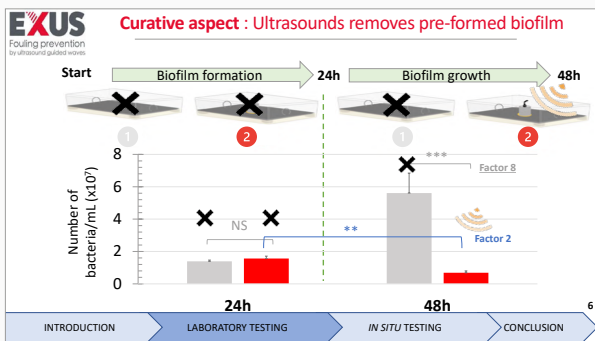 EXUS
Fouling prevention
by ultrasound guided waves
Curative aspect : Ultrasounds removes pre-formed biofilm
Start
Biofilm formation
24h
Biofilm growth
48h
1
2
1
2
Number of
bacteria/mL (x10⁷)
8
6
4
2
0
NS
***
Factor 8
**
Factor 2
24h
48h
6
INTRODUCTION
LABORATORY TESTING
IN SITU TESTING
CONCLUSION